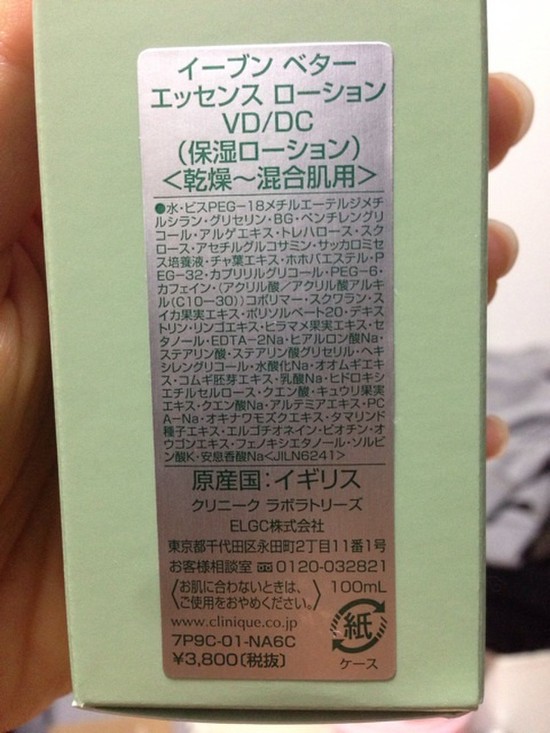 イーブン ベター
エッセンス ローション
VD/DC
(保湿ローション)
<乾燥〜混合肌用>
●水・ビスPEG-18メチルエーテルジメチ
ルシラン・グリセリン・BG・ペンチレングリ
コール・アルゲエキス・トレハロース・スク
ロース・アセチルグルコサミン・サッカロミセ
ス培養液・チャ葉エキス・ホホバエステル・P
EG-32・カプリリルグリコール・PEG-6・
カフェイン・(アクリル酸/アクリル酸アルキ
ル(C10-30))コポリマー・スクワラン・ス
イカ果実エキス・ポリソルベート20・デキス
トリン・リンゴエキス・ヒラマメ果実エキス・セ
タノール・EDTA-2Na・ヒアルロン酸Na・
ステアリン酸・ステアリン酸グリセリル・ヘキ
シレングリコール・水酸化Na・オオムギエキ
ス・コムギ胚芽エキス・乳酸Na・ヒドロキシ
エチルセルロース・クエン酸・キュウリ果実
エキス・クエン酸Na・アルテミアエキス・PC
A-Na・オキナワモズクエキス・タマリンド
種子エキス・エルゴチオネイン・ビオチン・オ
ウゴンエキス・フェノキシエタノール・ソルビ
ン酸K・安息香酸Na<JILN6241>
原産国:イギリス
クリニーク ラボラトリーズ
ELGC株式会社
東京都千代田区永田町2丁目11番1号
お客様相談室 0120-032821
〈お肌に合わないときは、
ご使用をおやめください。〉 100mL
www.clinique.co.jp
7P9C-01-NA6C
¥3,800(税抜)
紙
ケース